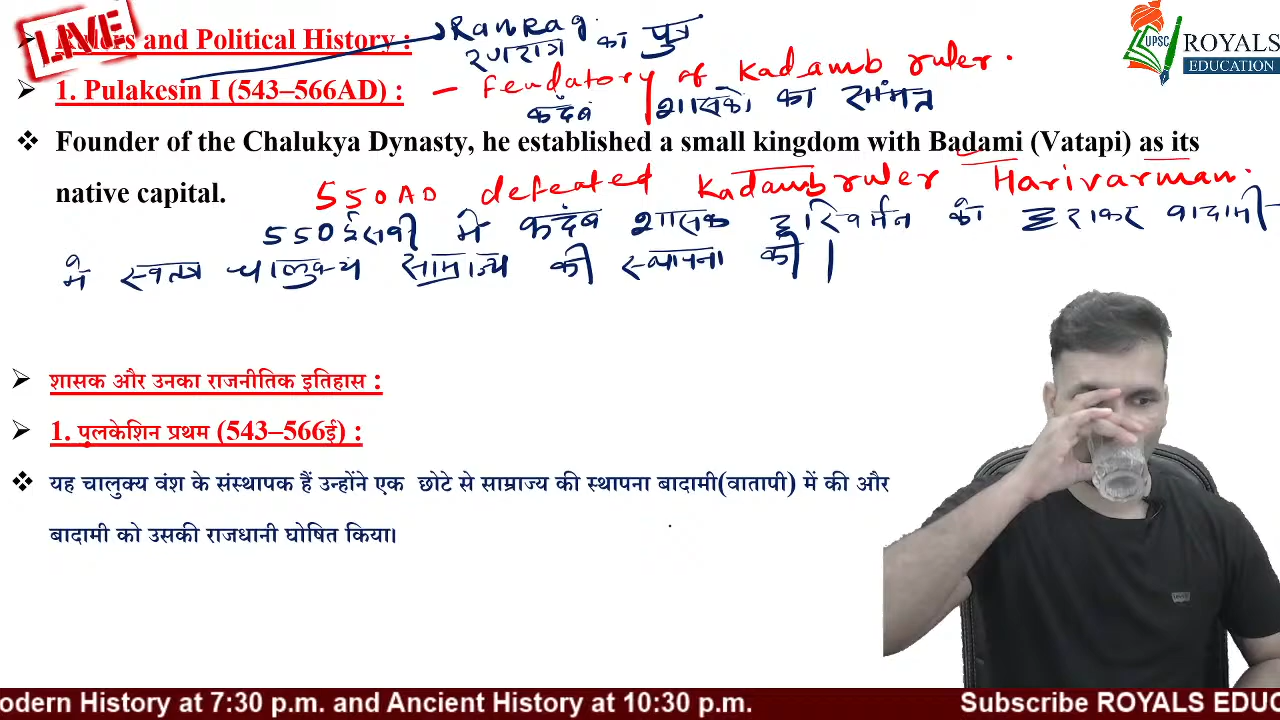 LIVE
Rulers and Political History :
RanRag
रणराग का पुत्र
1. Pulakesin I (543–566AD) : – Feudatory of Kadamb ruler.
कदंब शासको का सामंत
Founder of the Chalukya Dynasty, he established a small kingdom with Badami (Vatapi) as its
native capital. 550AD defeated Kadamb ruler Harivarman.
550 ईसवी मे कदंब शासक हरिवर्मन को हराकर वादामी
मे स्वतत्र चालुक्य साम्राज्य की स्थापना की |
शासक और उनका राजनीतिक इतिहास :
1. पुलकेशिन प्रथम (543–566ई) :
यह चालुक्य वंश के संस्थापक हैं उन्होंने एक छोटे से साम्राज्य की स्थापना बादामी(वातापी) में की और
बादामी को उसकी राजधानी घोषित किया।
UPSC ROYALS
EDUCATION
odern History at 7:30 p.m. and Ancient History at 10:30 p.m. Subscribe ROYALS EDUC